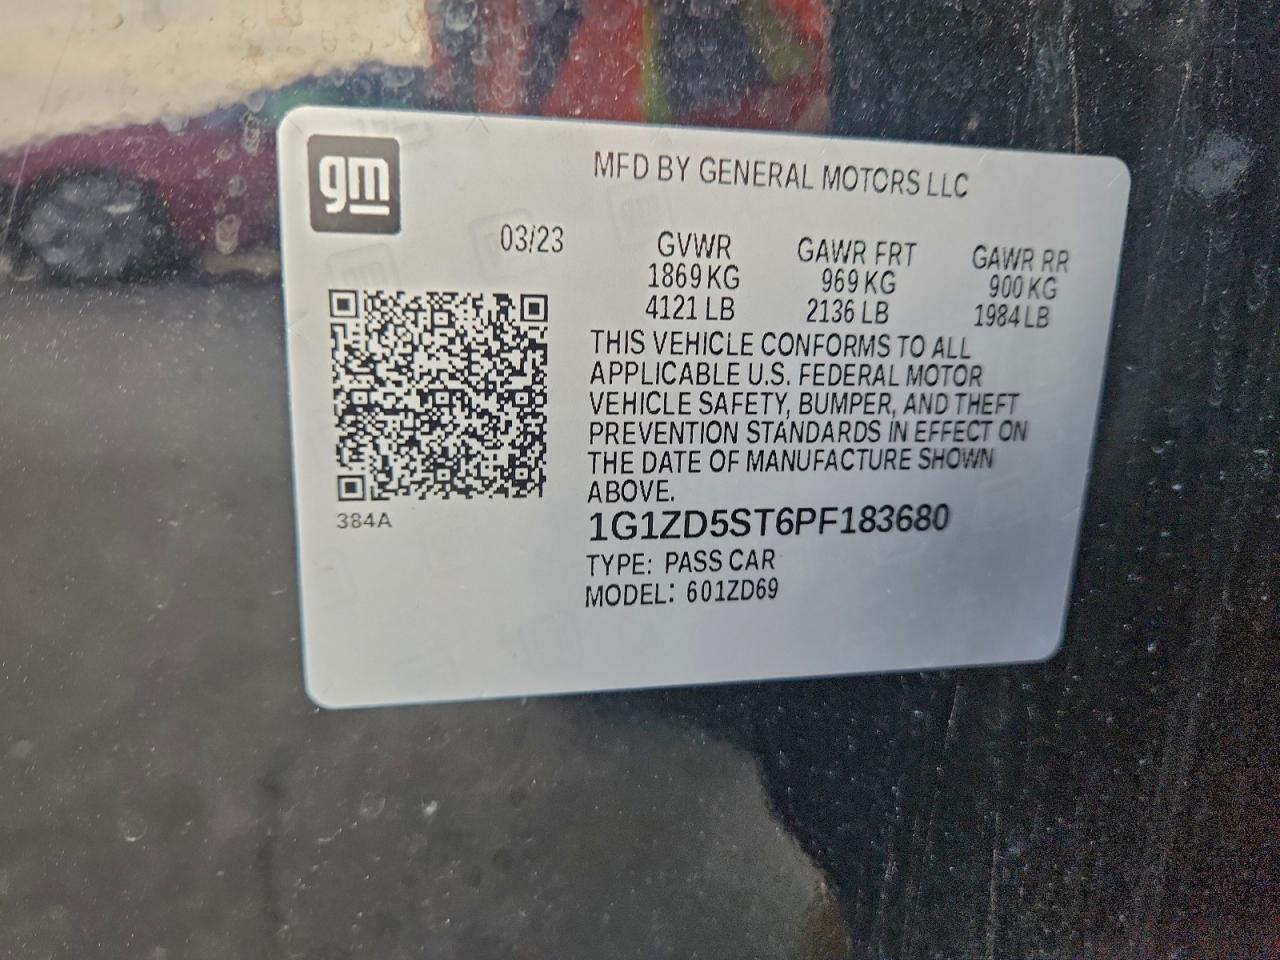 gm
MFD BY GENERAL MOTORS LLC
03/23 GVWR GAWR FRT GAWR RR
1869 KG 969 KG 900 KG
4121 LB 2136 LB 1984 LB
THIS VEHICLE CONFORMS TO ALL
APPLICABLE U.S. FEDERAL MOTOR
VEHICLE SAFETY, BUMPER, AND THEFT
PREVENTION STANDARDS IN EFFECT ON
THE DATE OF MANUFACTURE SHOWN
ABOVE.
384A
1G1ZD5ST6PF183680
TYPE: PASS CAR
MODEL: 601ZD69